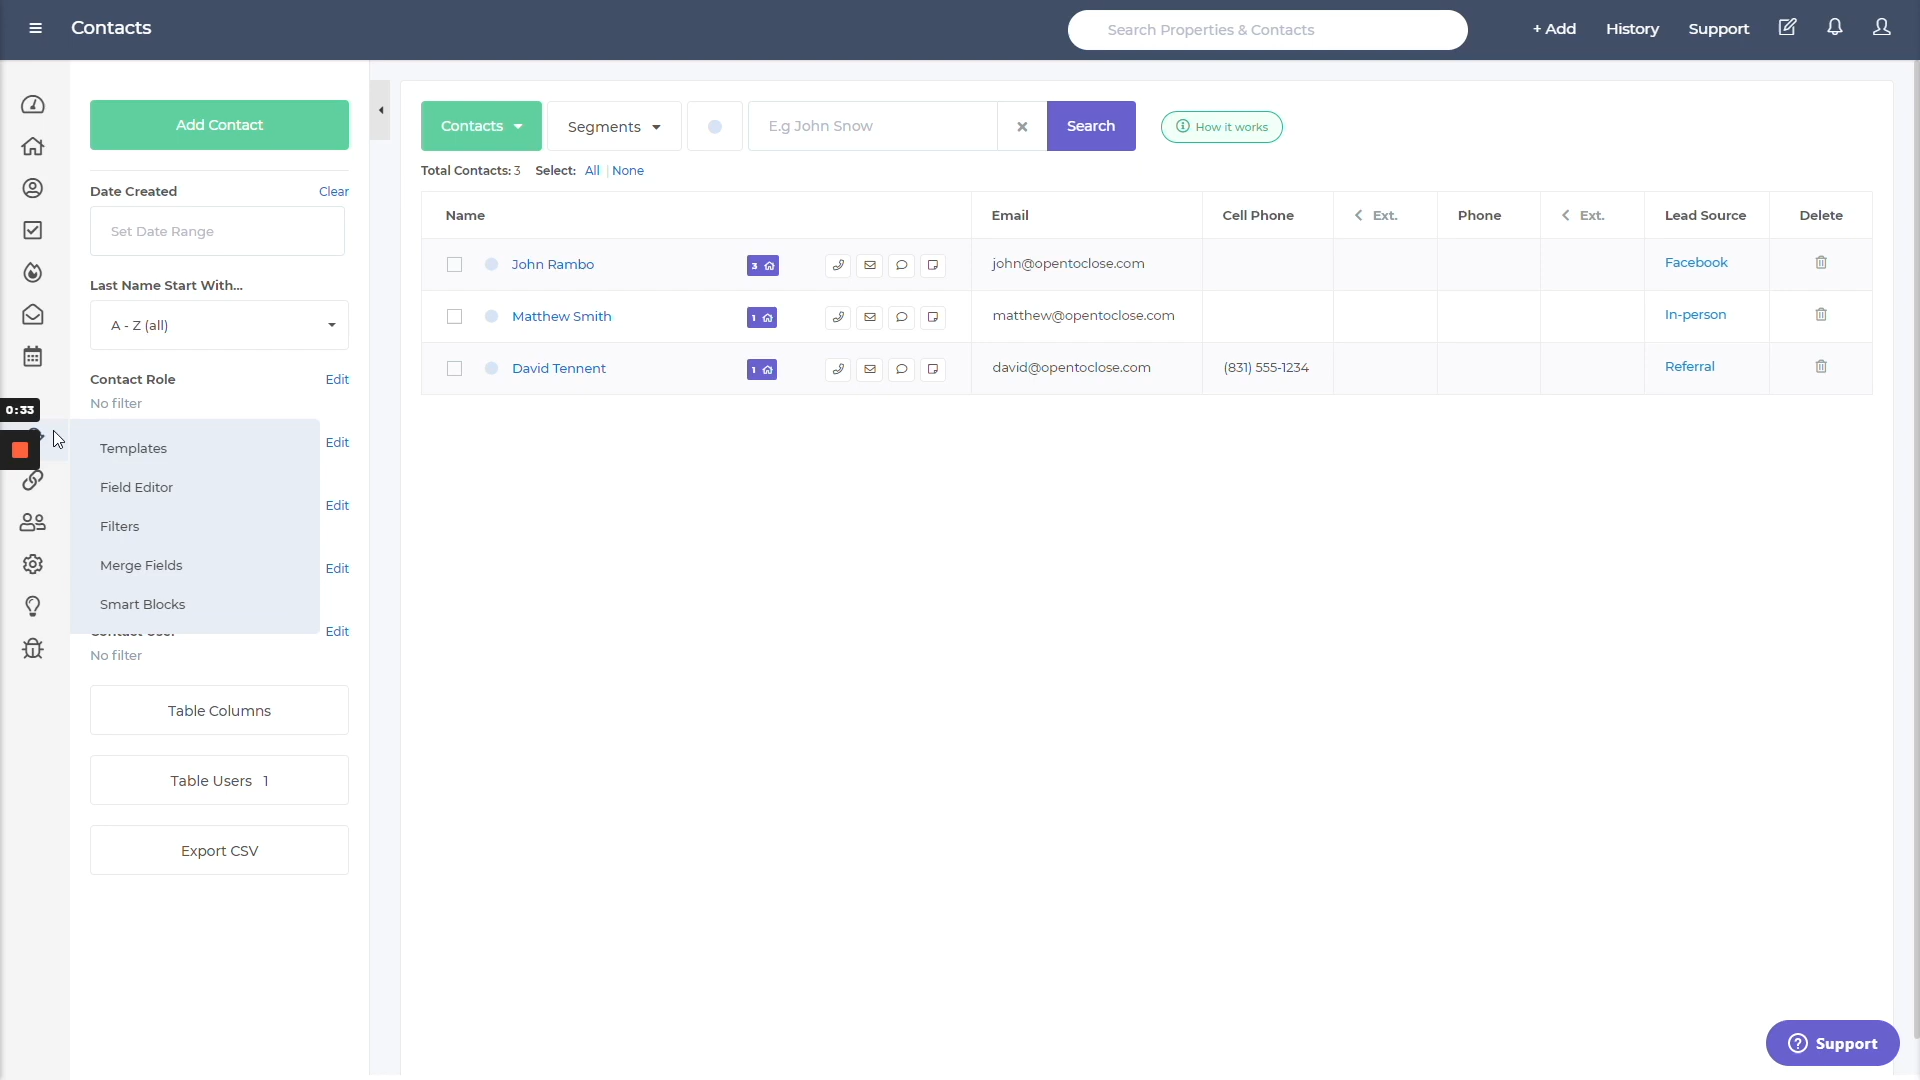 Contacts
Search Properties & Contacts
+ Add
History
Support
Add Contact
Date Created
Clear
Set Date Range
Last Name Start With...
A - Z (all)
Contact Role
Edit
No filter
0:33
Edit
Templates
Field Editor
Edit
Filters
Merge Fields
Edit
Smart Blocks
Contact User
Edit
No filter
Table Columns
Table Users 1
Export CSV
Contacts
Segments
E.g John Snow
Search
How it works
Total Contacts: 3 Select: All | None
Name Email Cell Phone Ext. Phone Ext. Lead Source Delete
John Rambo 3 john@opentoclose.com Facebook
Matthew Smith 1 matthew@opentoclose.com In-person
David Tennent 1 david@opentoclose.com (831) 555-1234 Referral
Support